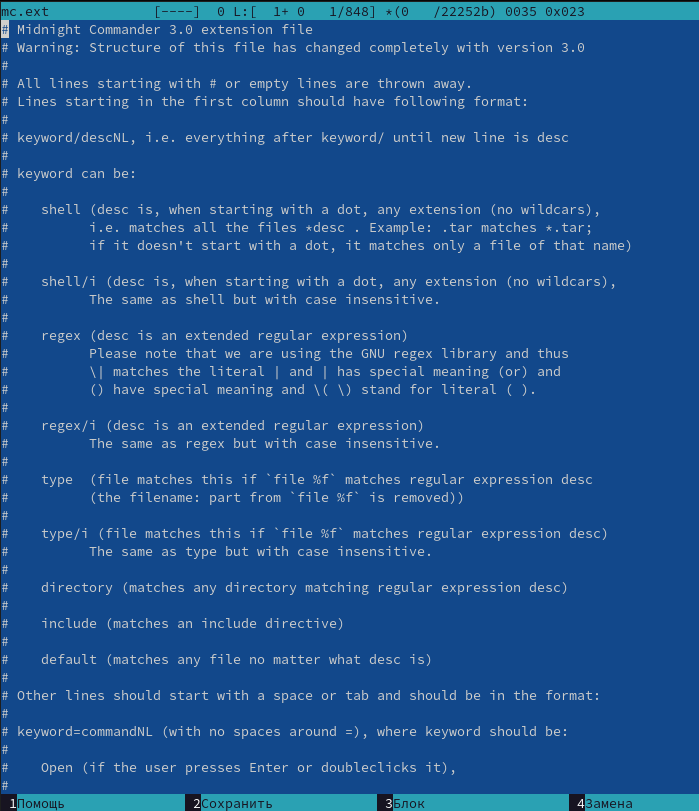 mc.ext [----] 0 L:[ 1+ 0 1/848] *(0 /22252b) 0035 0x023
# Midnight Commander 3.0 extension file
# Warning: Structure of this file has changed completely with version 3.0
#
# All lines starting with # or empty lines are thrown away.
# Lines starting in the first column should have following format:
#
# keyword/descNL, i.e. everything after keyword/ until new line is desc
#
# keyword can be:
#
#    shell (desc is, when starting with a dot, any extension (no wildcars),
#          i.e. matches all the files *desc . Example: .tar matches *.tar;
#          if it doesn't start with a dot, it matches only a file of that name)
#
#    shell/i (desc is, when starting with a dot, any extension (no wildcars),
#          The same as shell but with case insensitive.
#
#    regex (desc is an extended regular expression)
#          Please note that we are using the GNU regex library and thus
#          \| matches the literal | and | has special meaning (or) and
#          () have special meaning and \( \) stand for literal ( ).
#
#    regex/i (desc is an extended regular expression)
#          The same as regex but with case insensitive.
#
#    type  (file matches this if `file %f` matches regular expression desc
#          (the filename: part from `file %f` is removed))
#
#    type/i (file matches this if `file %f` matches regular expression desc)
#          The same as type but with case insensitive.
#
#    directory (matches any directory matching regular expression desc)
#
#    include (matches an include directive)
#
#    default (matches any file no matter what desc is)
#
# Other lines should start with a space or tab and should be in the format:
#
# keyword=commandNL (with no spaces around =), where keyword should be:
#
#    Open (if the user presses Enter or doubleclicks it),
#
1Помощь 2Сохранить 3Блок 4Замена